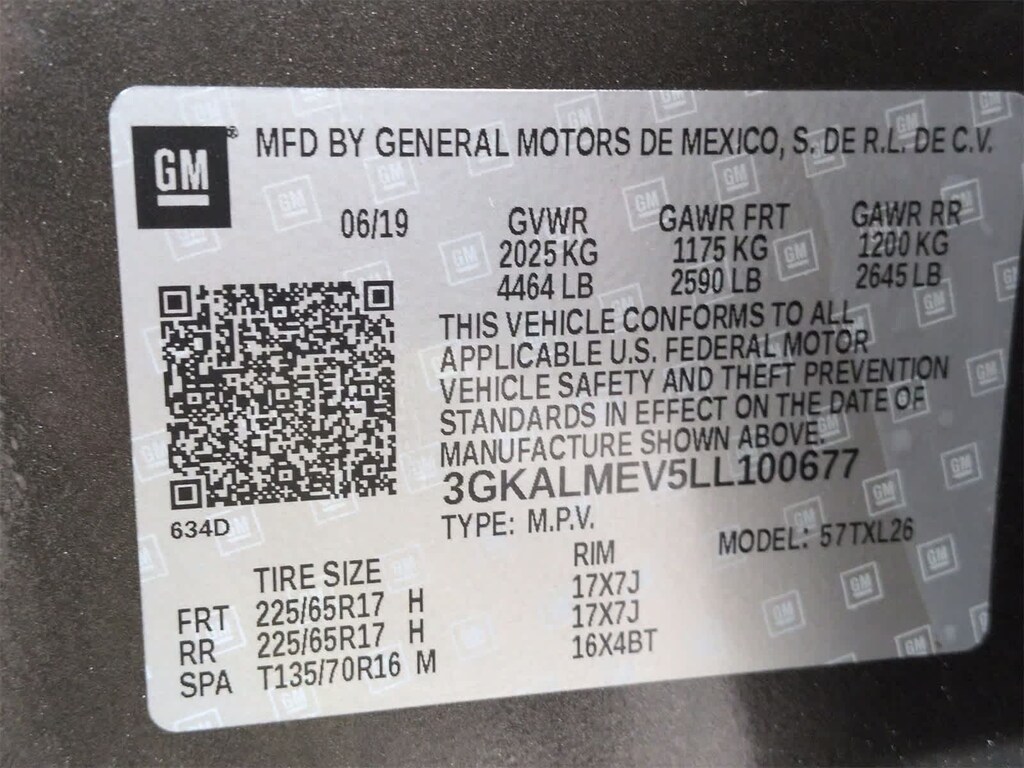 GM® MFD BY GENERAL MOTORS DE MEXICO, S. DE R.L. DE C.V.
06/19 GVWR GAWR FRT GAWR RR
2025 KG 1175 KG 1200 KG
4464 LB 2590 LB 2645 LB
THIS VEHICLE CONFORMS TO ALL
APPLICABLE U.S. FEDERAL MOTOR
VEHICLE SAFETY AND THEFT PREVENTION
STANDARDS IN EFFECT ON THE DATE OF
MANUFACTURE SHOWN ABOVE.
3GKALMEV5LL100677
634D
TYPE: M.P.V. MODEL: 57TXL26
TIRE SIZE RIM
FRT 225/65R17 H 17X7J
RR 225/65R17 H 17X7J
SPA T135/70R16 M 16X4BT